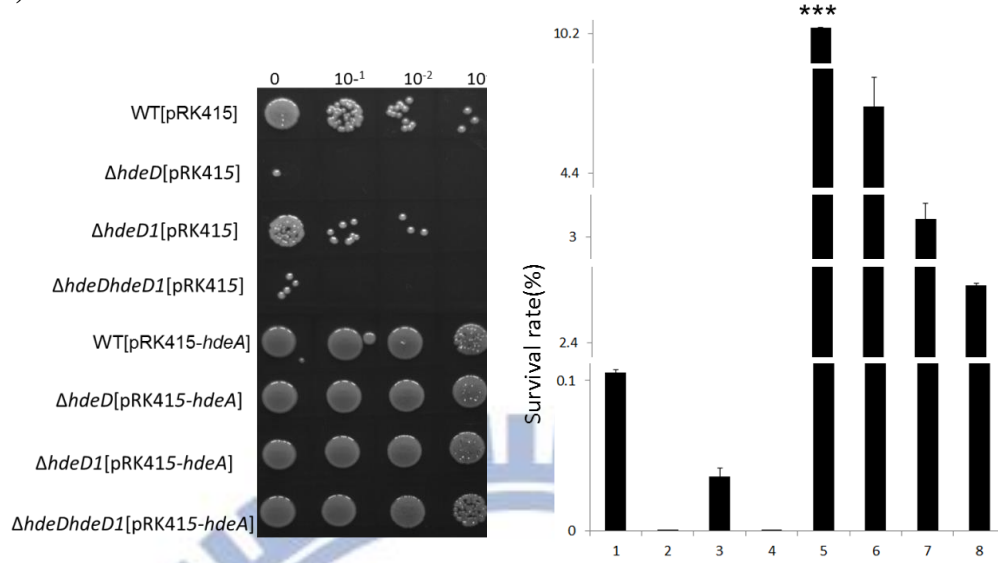 )
0 10-1 10-2 10-
WT[pRK415]
ΔhdeD[pRK415]
ΔhdeD1[pRK415]
ΔhdeDhdeD1[pRK415]
WT[pRK415-hdeA]
ΔhdeD[pRK415-hdeA]
ΔhdeD1[pRK415-hdeA]
ΔhdeDhdeD1[pRK415-hdeA]
Survival rate(%)
***
10.2
4.4
3
2.4
0.1
0
1 2 3 4 5 6 7 8